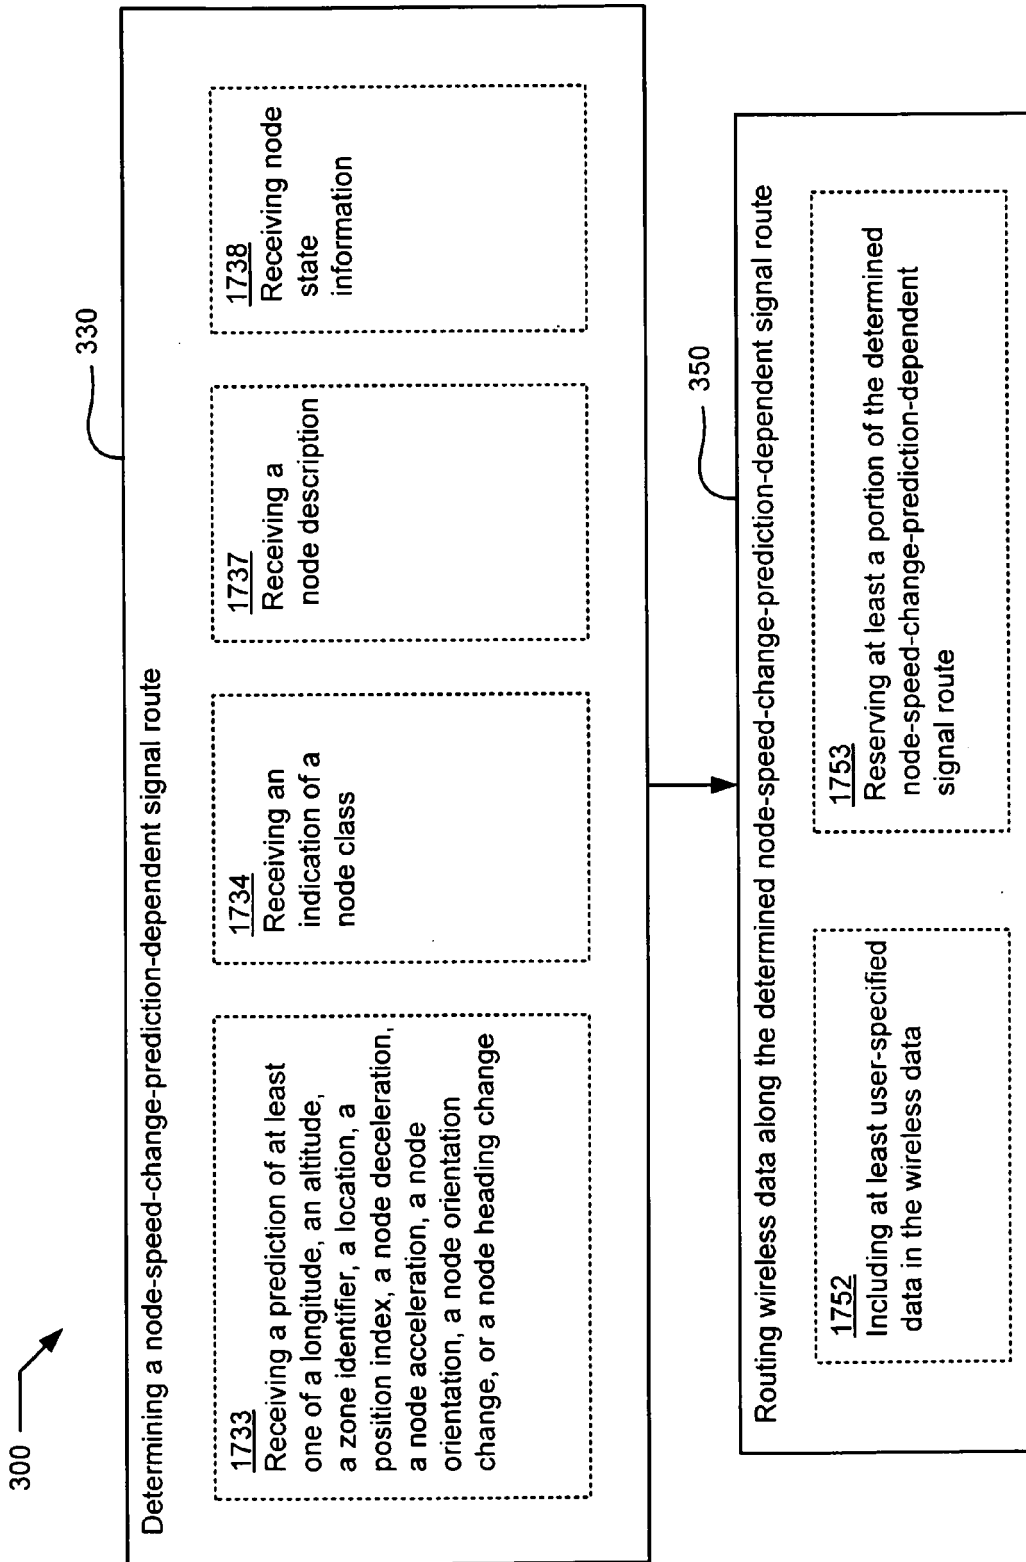 300
330
Determining a node-speed-change-prediction-dependent signal route
1733
Receiving a prediction of at least
one of a longitude, an altitude,
a zone identifier, a location, a
position index, a node deceleration,
a node acceleration, a node
orientation, a node orientation
change, or a node heading change
1734
Receiving an
indication of a
node class
1737
Receiving a
node description
1738
Receiving node
state
information
350
Routing wireless data along the determined node-speed-change-prediction-dependent signal route
1752
Including at least user-specified
data in the wireless data
1753
Reserving at least a portion of the determined
node-speed-change-prediction-dependent
signal route